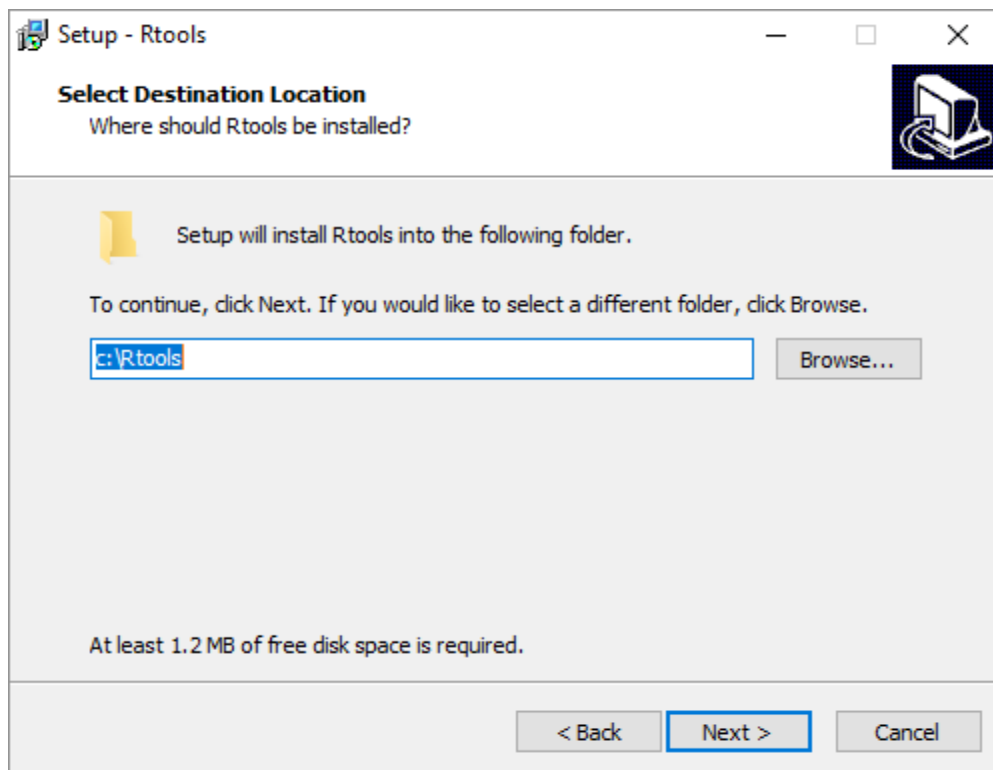 Setup - Rtools
Select Destination Location
Where should Rtools be installed?
Setup will install Rtools into the following folder.
To continue, click Next. If you would like to select a different folder, click Browse.
c:\Rtools
Browse...
At least 1.2 MB of free disk space is required.
< Back Next > Cancel